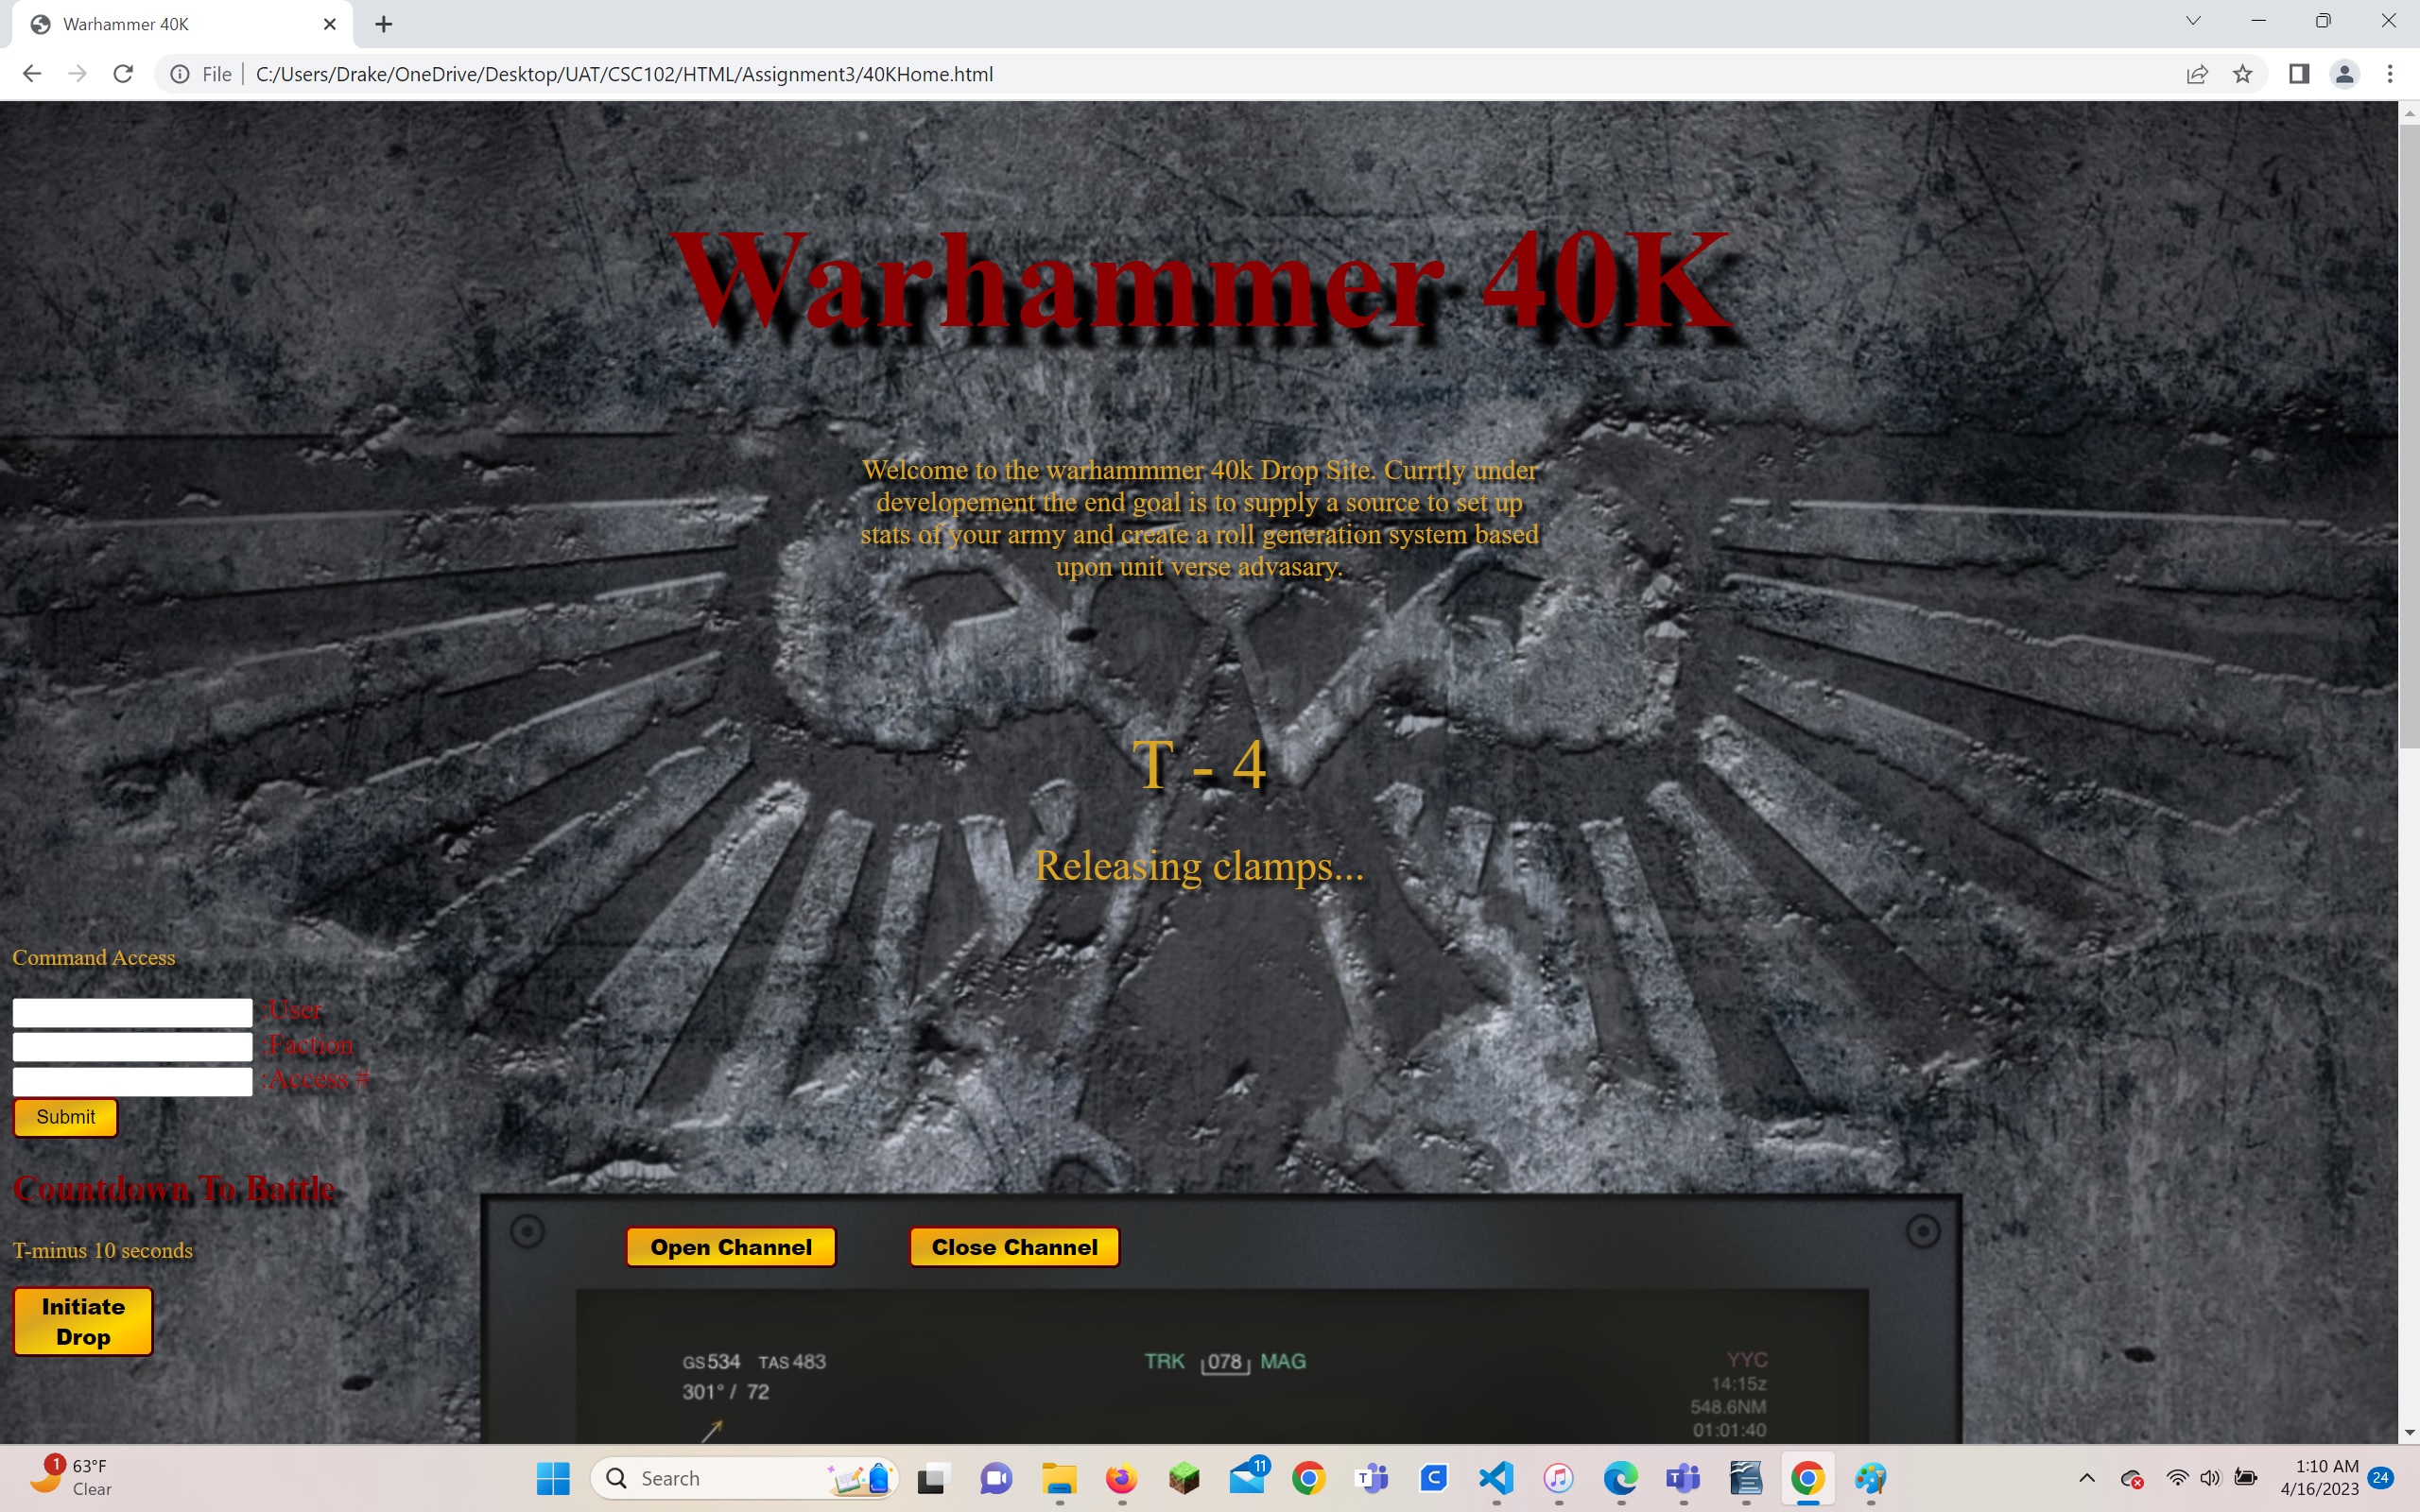 Warhammer 40K
File
C:/Users/Drake/OneDrive/Desktop/UAT/CSC102/HTML/Assignment3/40KHome.html
Warhammer 40K
Welcome to the warhammmer 40k Drop Site. Currtly under
developement the end goal is to supply a source to set up
stats of your army and create a roll generation system based
upon unit verse advasary.
T - 4
Releasing clamps...
Command Access
:User
:Faction
:Access #
Submit
Countdown To Battle
T-minus 10 seconds
Initiate
Drop
Open Channel Close Channel
GS534 TAS483 TRK 078 MAG YYC
301° / 72 14:15z
548.6NM
01:01:40
1
63°F
Clear
Search
11
T
C
1:10 AM
4/16/2023
24